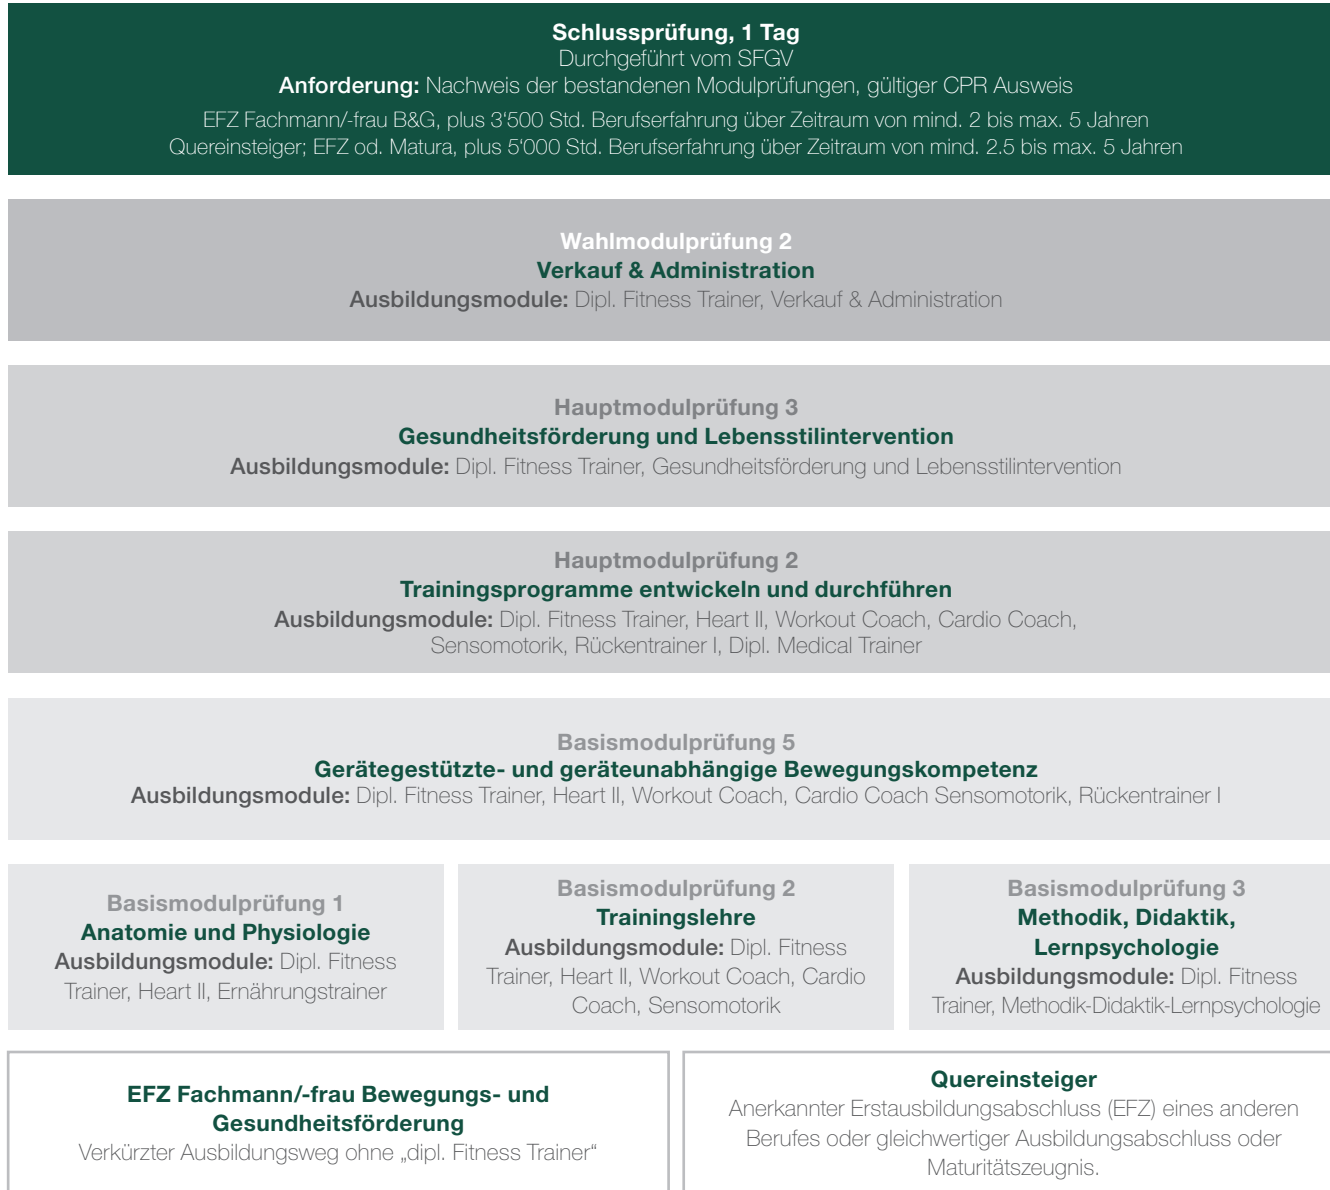 Schlussprüfung, 1 Tag
Durchgeführt vom SFGV
Anforderung: Nachweis der bestandenen Modulprüfungen, gültiger CPR Ausweis
EFZ Fachmann/-frau B&G, plus 3‘500 Std. Berufserfahrung über Zeitraum von mind. 2 bis max. 5 Jahren
Quereinsteiger; EFZ od. Matura, plus 5‘000 Std. Berufserfahrung über Zeitraum von mind. 2.5 bis max. 5 Jahren
Wahlmodulprüfung 2
Verkauf & Administration
Ausbildungsmodule: Dipl. Fitness Trainer, Verkauf & Administration
Hauptmodulprüfung 3
Gesundheitsförderung und Lebensstilintervention
Ausbildungsmodule: Dipl. Fitness Trainer, Gesundheitsförderung und Lebensstilintervention
Hauptmodulprüfung 2
Trainingsprogramme entwickeln und durchführen
Ausbildungsmodule: Dipl. Fitness Trainer, Heart II, Workout Coach, Cardio Coach,
Sensomotorik, Rückentrainer I, Dipl. Medical Trainer
Basismodulprüfung 5
Gerätegestützte- und geräteunabhängige Bewegungskompetenz
Ausbildungsmodule: Dipl. Fitness Trainer, Heart II, Workout Coach, Cardio Coach Sensomotorik, Rückentrainer I
Basismodulprüfung 1
Anatomie und Physiologie
Ausbildungsmodule: Dipl. Fitness
Trainer, Heart II, Ernährungstrainer
Basismodulprüfung 2
Trainingslehre
Ausbildungsmodule: Dipl. Fitness
Trainer, Heart II, Workout Coach, Cardio
Coach, Sensomotorik
Basismodulprüfung 3
Methodik, Didaktik,
Lernpsychologie
Ausbildungsmodule: Dipl. Fitness
Trainer, Methodik-Didaktik-Lernpsychologie
EFZ Fachmann/-frau Bewegungs- und
Gesundheitsförderung
Verkürzter Ausbildungsweg ohne „dipl. Fitness Trainer“
Quereinsteiger
Anerkannter Erstausbildungsabschluss (EFZ) eines anderen
Berufes oder gleichwertiger Ausbildungsabschluss oder
Maturitätszeugnis.